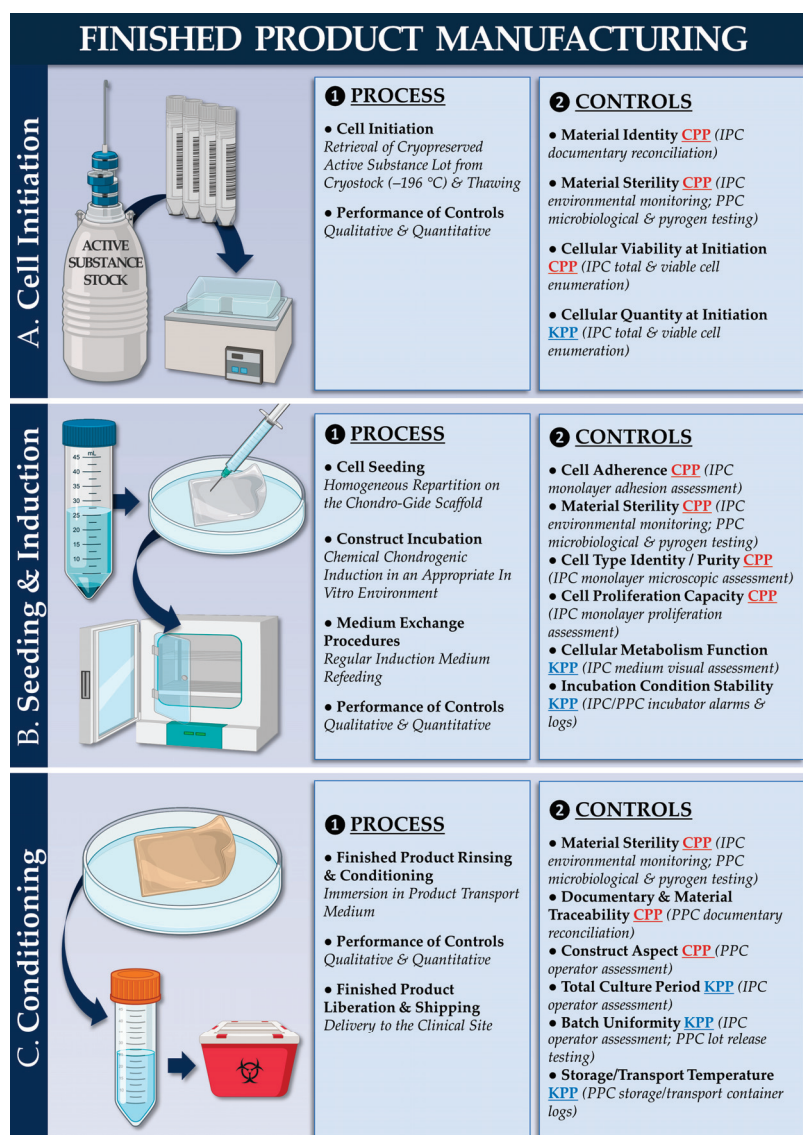 FINISHED PRODUCT MANUFACTURING
A. Cell Initiation
ACTIVE
SUBSTANCE
STOCK
❶ PROCESS
● Cell Initiation
Retrieval of Cryopreserved
Active Substance Lot from
Cryostock (–196 °C) & Thawing
● Performance of Controls
Qualitative & Quantitative
❷ CONTROLS
● Material Identity CPP (IPC
documentary reconciliation)
● Material Sterility CPP (IPC
environmental monitoring; PPC
microbiological & pyrogen testing)
● Cellular Viability at Initiation
CPP (IPC total & viable cell
enumeration)
● Cellular Quantity at Initiation
KPP (IPC total & viable cell
enumeration)
B. Seeding & Induction
mL
45
40
35
30
25
20
15
10
❶ PROCESS
● Cell Seeding
Homogeneous Repartition on
the Chondro-Gide Scaffold
● Construct Incubation
Chemical Chondrogenic
Induction in an Appropriate In
Vitro Environment
● Medium Exchange
Procedures
Regular Induction Medium
Refeeding
● Performance of Controls
Qualitative & Quantitative
❷ CONTROLS
● Cell Adherence CPP (IPC
monolayer adhesion assessment)
● Material Sterility CPP (IPC
environmental monitoring; PPC
microbiological & pyrogen testing)
● Cell Type Identity / Purity CPP
(IPC monolayer microscopic assessment)
● Cell Proliferation Capacity CPP
(IPC monolayer proliferation
assessment)
● Cellular Metabolism Function
KPP (IPC medium visual assessment)
● Incubation Condition Stability
KPP (IPC/PPC incubator alarms &
logs)
C. Conditioning
❶ PROCESS
● Finished Product Rinsing
& Conditioning
Immersion in Product Transport
Medium
● Performance of Controls
Qualitative & Quantitative
● Finished Product
Liberation & Shipping
Delivery to the Clinical Site
❷ CONTROLS
● Material Sterility CPP (IPC
environmental monitoring; PPC
microbiological & pyrogen testing)
● Documentary & Material
Traceability CPP (PPC documentary
reconciliation)
● Construct Aspect CPP (PPC
operator assessment)
● Total Culture Period KPP (IPC
operator assessment)
● Batch Uniformity KPP (IPC
operator assessment; PPC lot release
testing)
● Storage/Transport Temperature
KPP (PPC storage/transport container
logs)